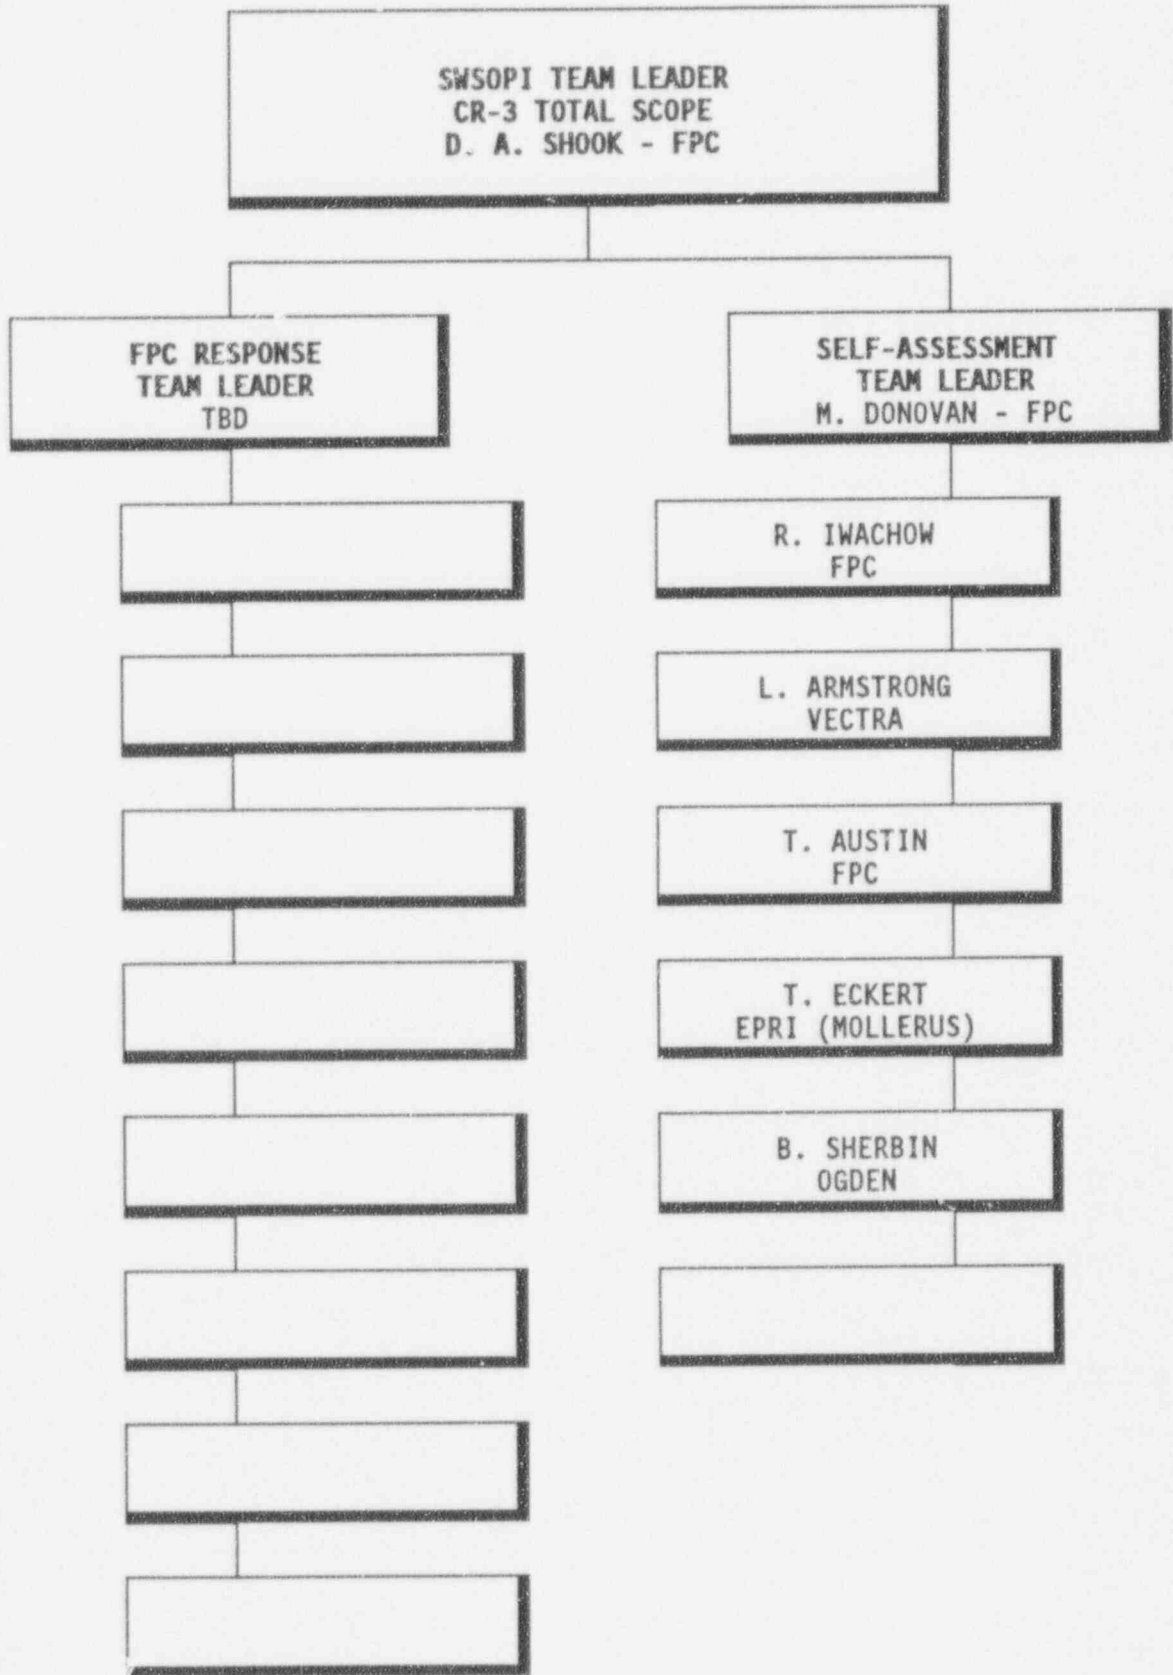 SWSOPI TEAM LEADER
CR-3 TOTAL SCOPE
D. A. SHOOK - FPC
FPC RESPONSE
TEAM LEADER
TBD
SELF-ASSESSMENT
TEAM LEADER
M. DONOVAN - FPC
R. IWACHOW
FPC
L. ARMSTRONG
VECTRA
T. AUSTIN
FPC
T. ECKERT
EPRI (MOLLERUS)
B. SHERBIN
OGDEN